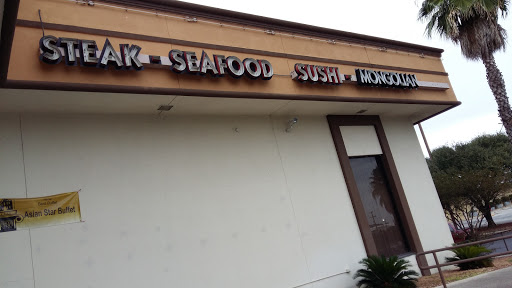 STEAK - SEAFOOD - SUSHI - MONGOLIAN
Asian Star Buffet